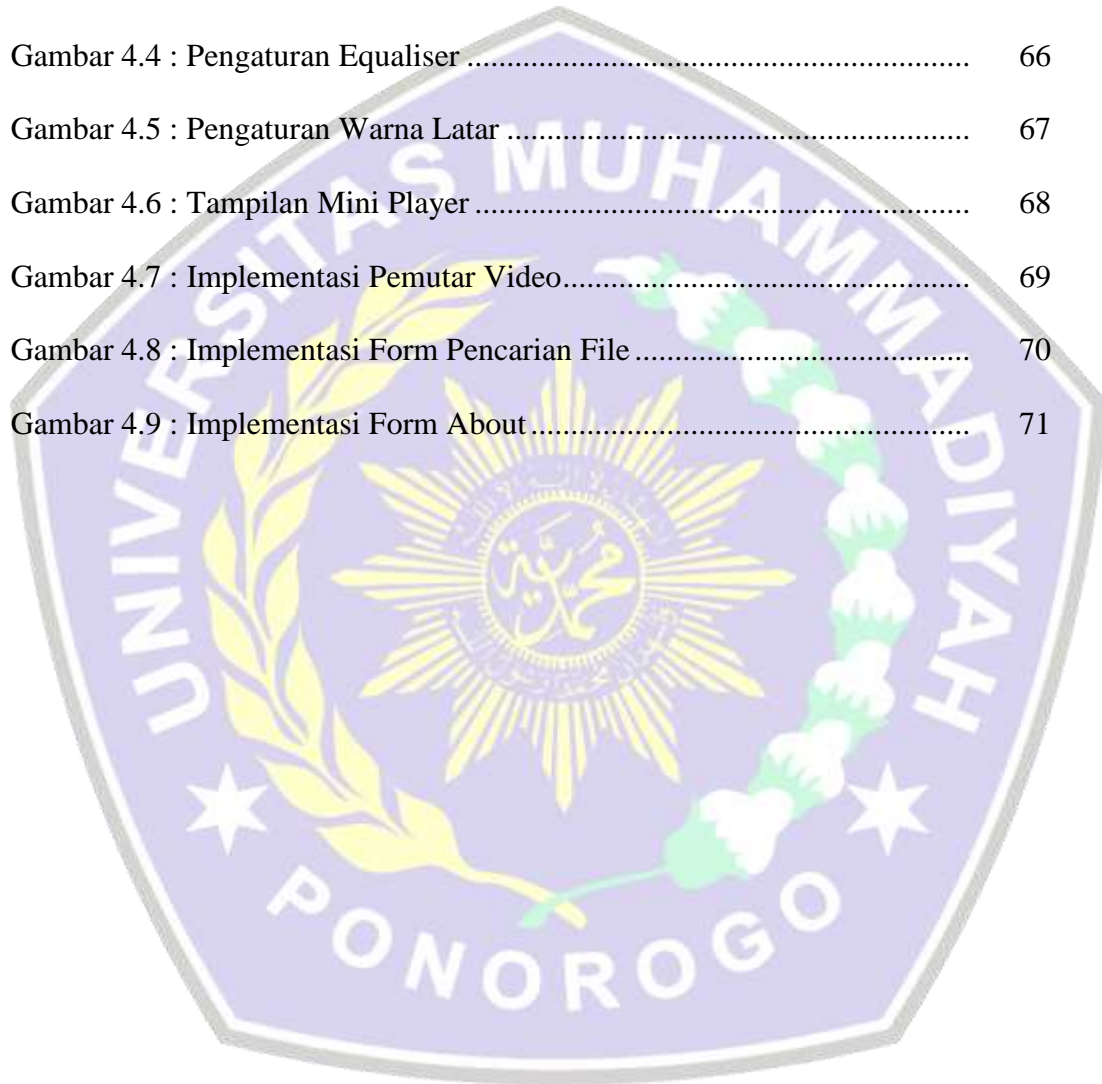 Gambar 4.4 : Pengaturan Equaliser ............................................................. 66
Gambar 4.5 : Pengaturan Warna Latar ........................................................ 67
Gambar 4.6 : Tampilan Mini Player ............................................................ 68
Gambar 4.7 : Implementasi Pemutar Video................................................. 69
Gambar 4.8 : Implementasi Form Pencarian File ........................................ 70
Gambar 4.9 : Implementasi Form About ..................................................... 71
UNIVERSITAS MUHAMMADIYAH
محمدية
PONOROGO